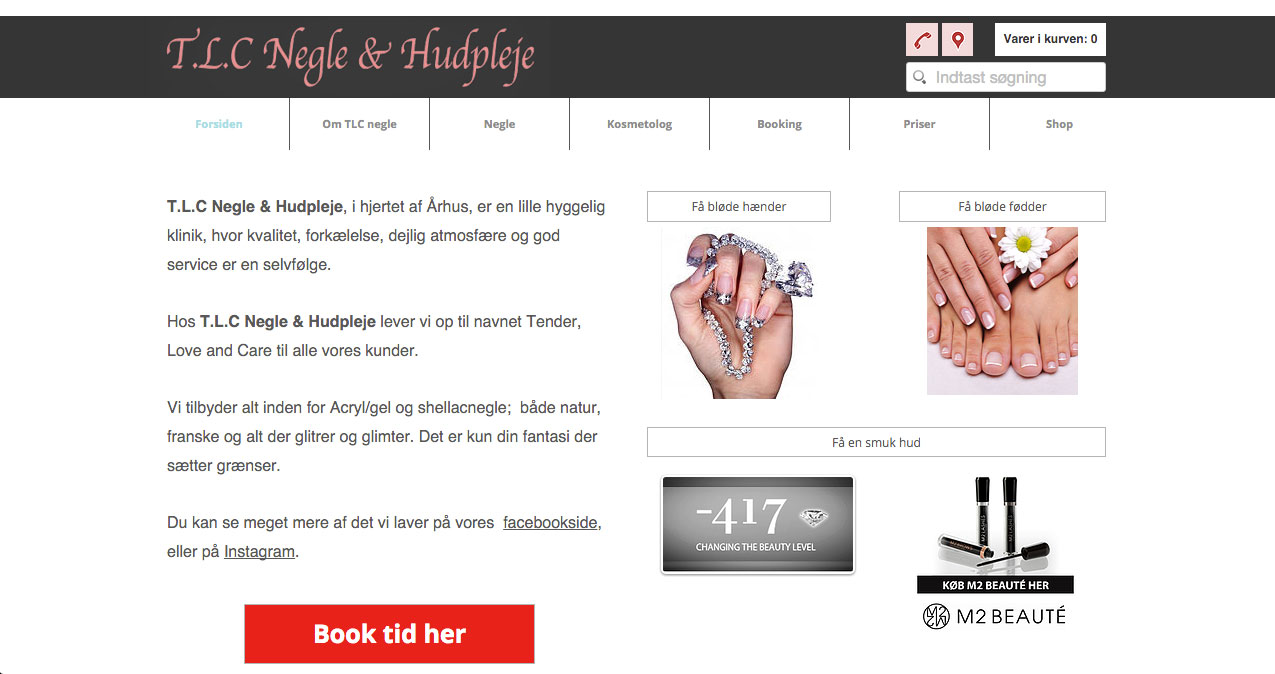 T.L.C Negle & Hudpleje
Varer i kurven: 0
Indtast søgning
Forsiden
Om TLC negle
Negle
Kosmetolog
Booking
Priser
Shop
T.L.C Negle & Hudpleje, i hjertet af Århus, er en lille hyggelig
klinik, hvor kvalitet, forkælelse, dejlig atmosfære og god
service er en selvfølge.
Hos T.L.C Negle & Hudpleje lever vi op til navnet Tender,
Love and Care til alle vores kunder.
Vi tilbyder alt inden for Acryl/gel og shellacnegle; både natur,
franske og alt der glitrer og glimter. Det er kun din fantasi der
sætter grænser.
Du kan se meget mere af det vi laver på vores facebookside,
eller på Instagram.
Book tid her
Få bløde hænder
Få bløde fødder
Få en smuk hud
-417
CHANGING THE BEAUTY LEVEL
KØB M2 BEAUTÉ HER
M2 BEAUTÉ